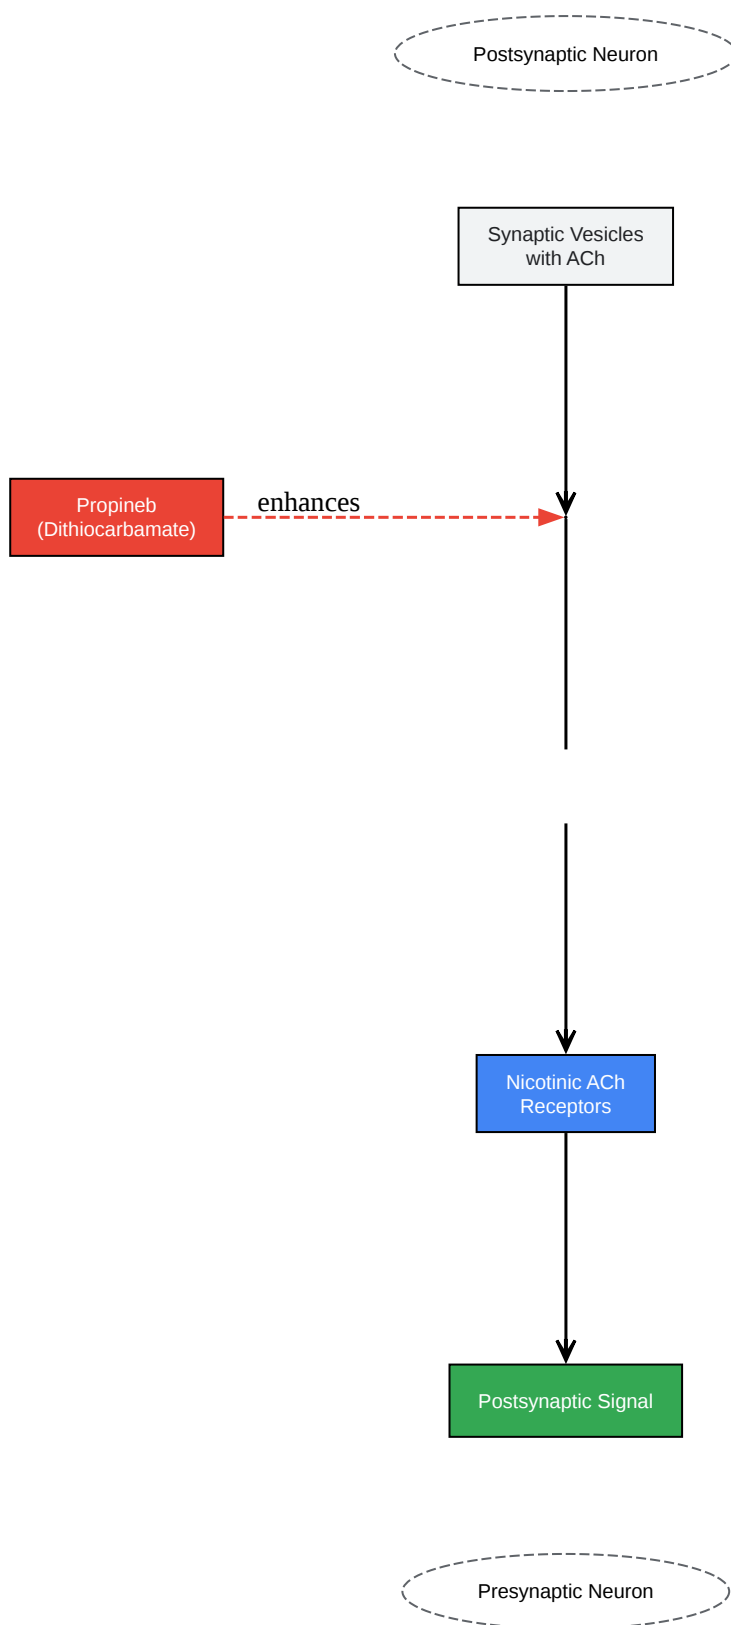 Postsynaptic Neuron
Synaptic Vesicles
with ACh
Propineb
(Dithiocarbamate)
enhances
Nicotinic ACh
Receptors
Postsynaptic Signal
Presynaptic Neuron